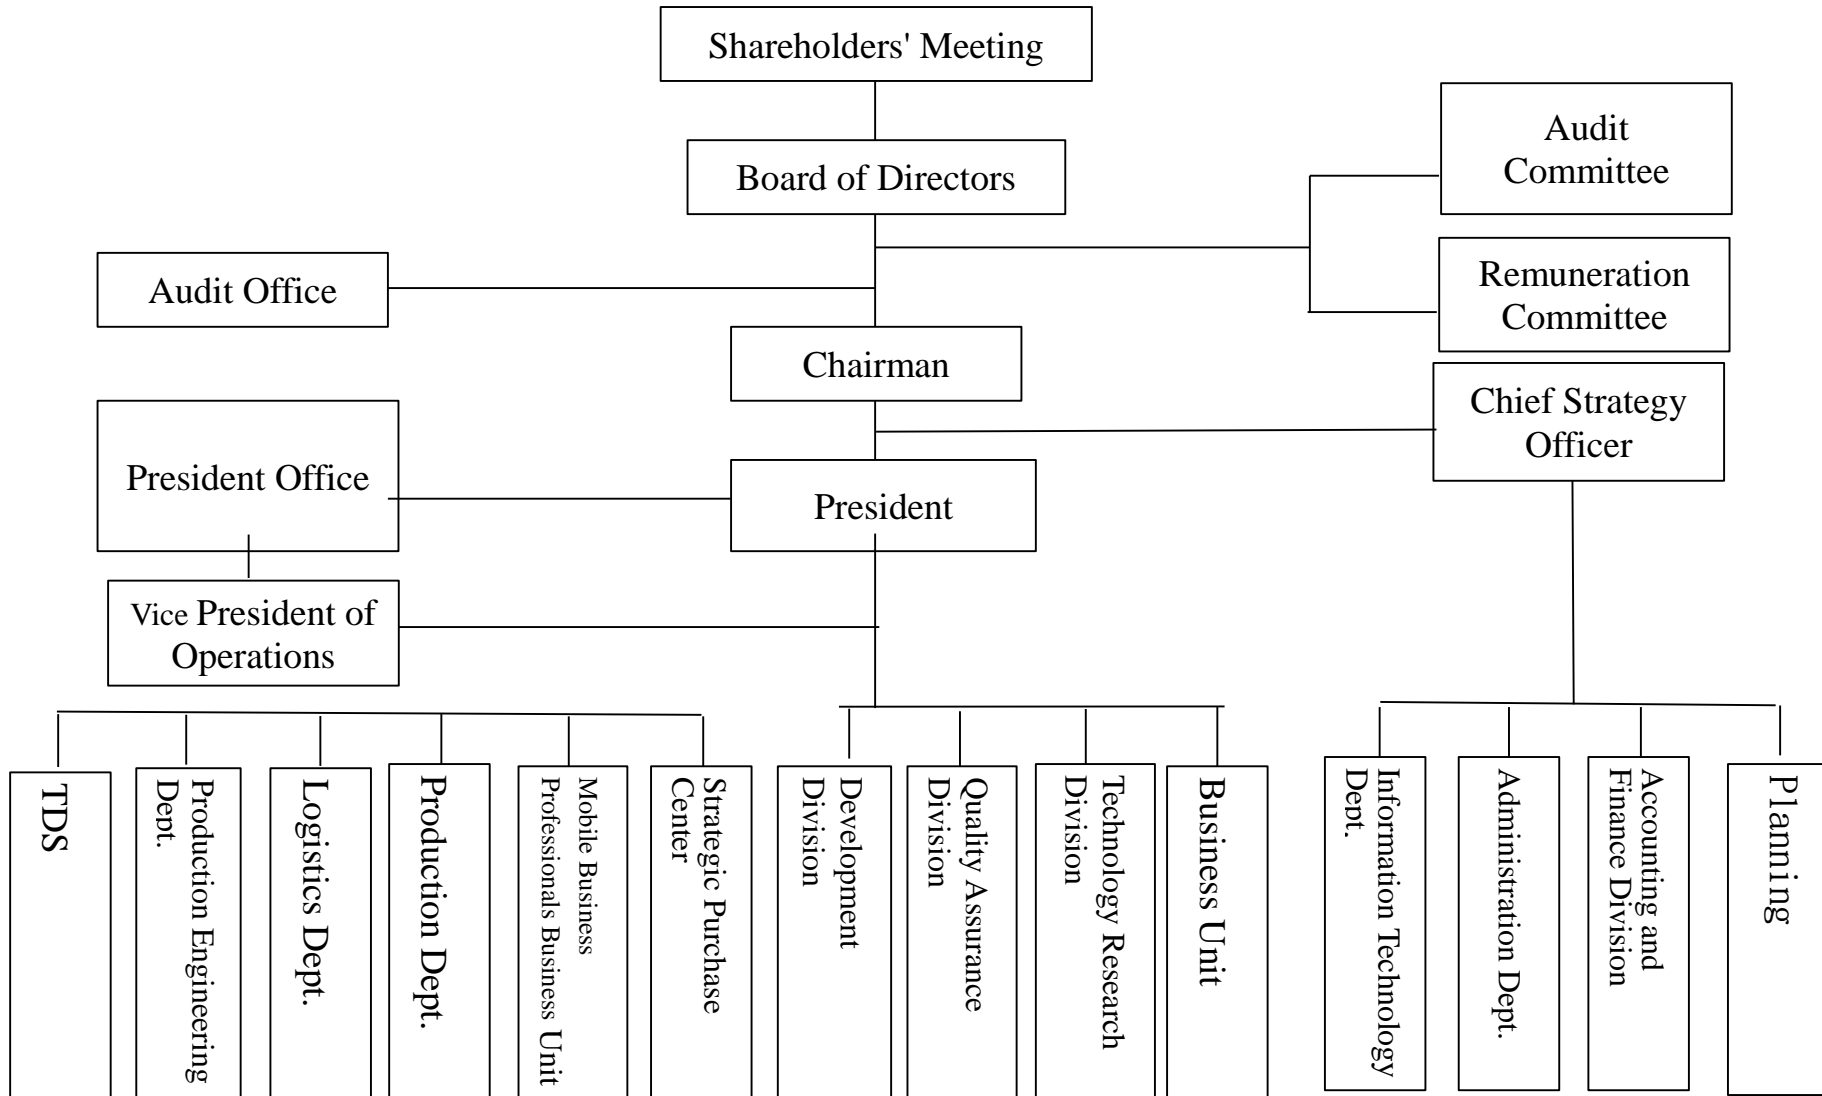 Shareholders' Meeting
Audit
Committee
Board of Directors
Remuneration
Committee
Audit Office
Chairman
Chief Strategy
Officer
President Office
President
Vice President of
Operations
TDS
Production Engineering
Dept.
Logistics Dept.
Production Dept.
Mobile Business
Professionals Business Unit
Strategic Purchase
Center
Development
Division
Quality Assurance
Division
Technology Research
Division
Business Unit
Information Technology
Dept.
Administration Dept.
Accounting and
Finance Division
Planning